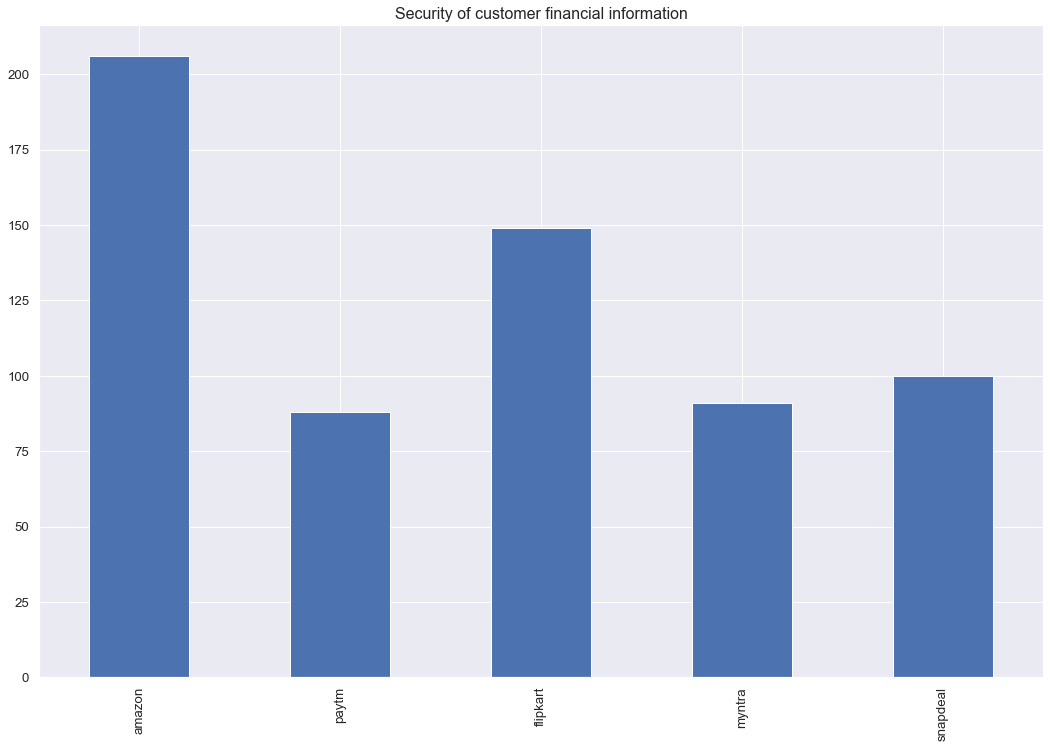 Security of customer financial information
200
175
150
125
100
75
50
25
0
amazon
paytm
flipkart
myntra
snapdeal